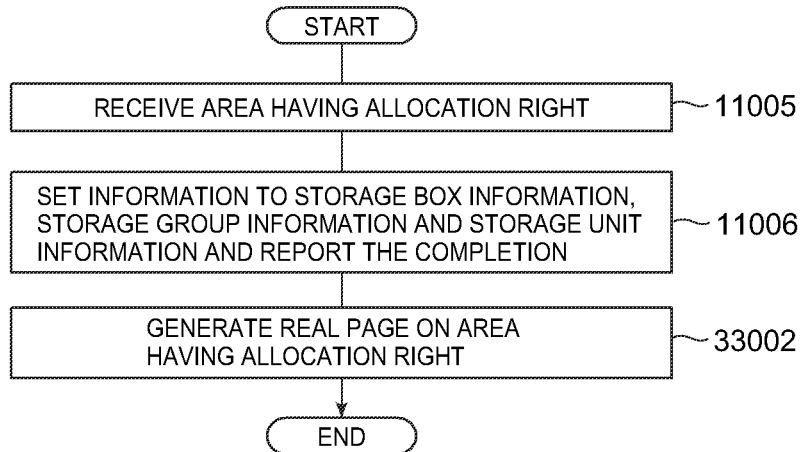 START
RECEIVE AREA HAVING ALLOCATION RIGHT
11005
SET INFORMATION TO STORAGE BOX INFORMATION,
STORAGE GROUP INFORMATION AND STORAGE UNIT
INFORMATION AND REPORT THE COMPLETION
11006
GENERATE REAL PAGE ON AREA
HAVING ALLOCATION RIGHT
33002
END